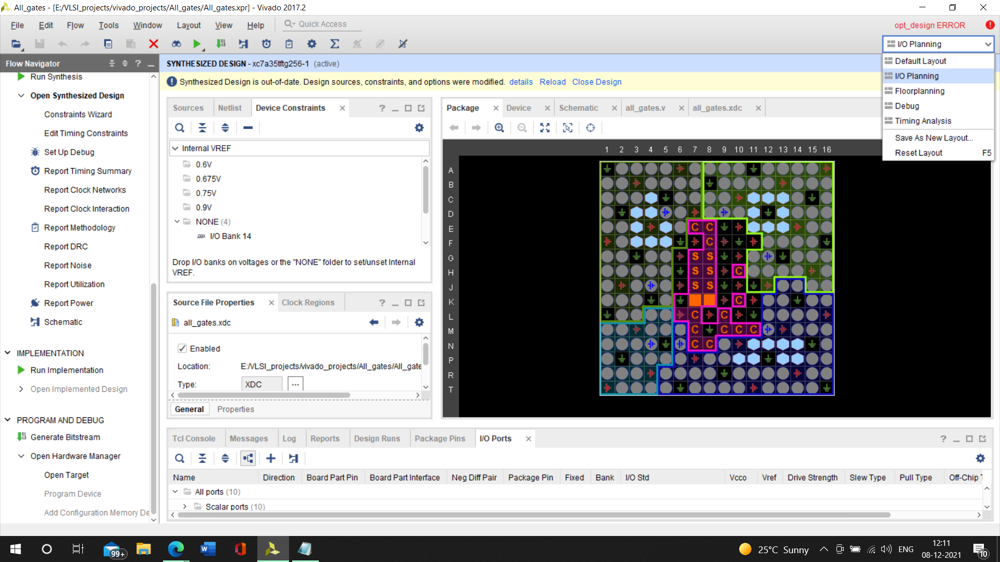 All_gates - [E:/VLSI_projects/vivado_projects/All_gates/All_gates.xpr] - Vivado 2017.2
File Edit Flow Tools Window Layout View Help Quick Access
opt_design ERROR
I/O Planning
Default Layout
I/O Planning
Floorplanning
Debug
Timing Analysis
Save As New Layout...
Reset Layout F5
Flow Navigator
SYNTHESIZED DESIGN - xc7a35tftg256-1 (active)
Synthesized Design is out-of-date. Design sources, constraints, and options were modified. details Reload Close Design
Run Synthesis
Open Synthesized Design
Constraints Wizard
Edit Timing Constraints
Set Up Debug
Report Timing Summary
Report Clock Networks
Report Clock Interaction
Report Methodology
Report DRC
Report Noise
Report Utilization
Report Power
Schematic
IMPLEMENTATION
Run Implementation
Open Implemented Design
PROGRAM AND DEBUG
Generate Bitstream
Open Hardware Manager
Open Target
Program Device
Add Configuration Memory De
Sources Netlist Device Constraints
Internal VREF
0.6V
0.675V
0.75V
0.9V
NONE (4)
I/O Bank 14
Drop I/O banks on voltages or the "NONE" folder to set/unset Internal
VREF.
Source File Properties Clock Regions
all_gates.xdc
Enabled
Location: E:/VLSI_projects/vivado_projects/All_gates/All_gate
Type: XDC ...
General Properties
Package Device Schematic all_gates.v all_gates.xdc
1 2 3 4 5 6 7 8 9 10 11 12 13 14 15 16
A
B
C
D
E C C
F C
G S S
H S S C
J S S
K C
L C C
M C C C C
N C C
P
R
T
Tcl Console Messages Log Reports Design Runs Package Pins I/O Ports
Name Direction Board Part Pin Board Part Interface Neg Diff Pair Package Pin Fixed Bank I/O Std Vcco Vref Drive Strength Slew Type Pull Type Off-Chip
All ports (10)
Scalar ports (10)
99+
25°C Sunny
ENG
12:11
08-12-2021
10